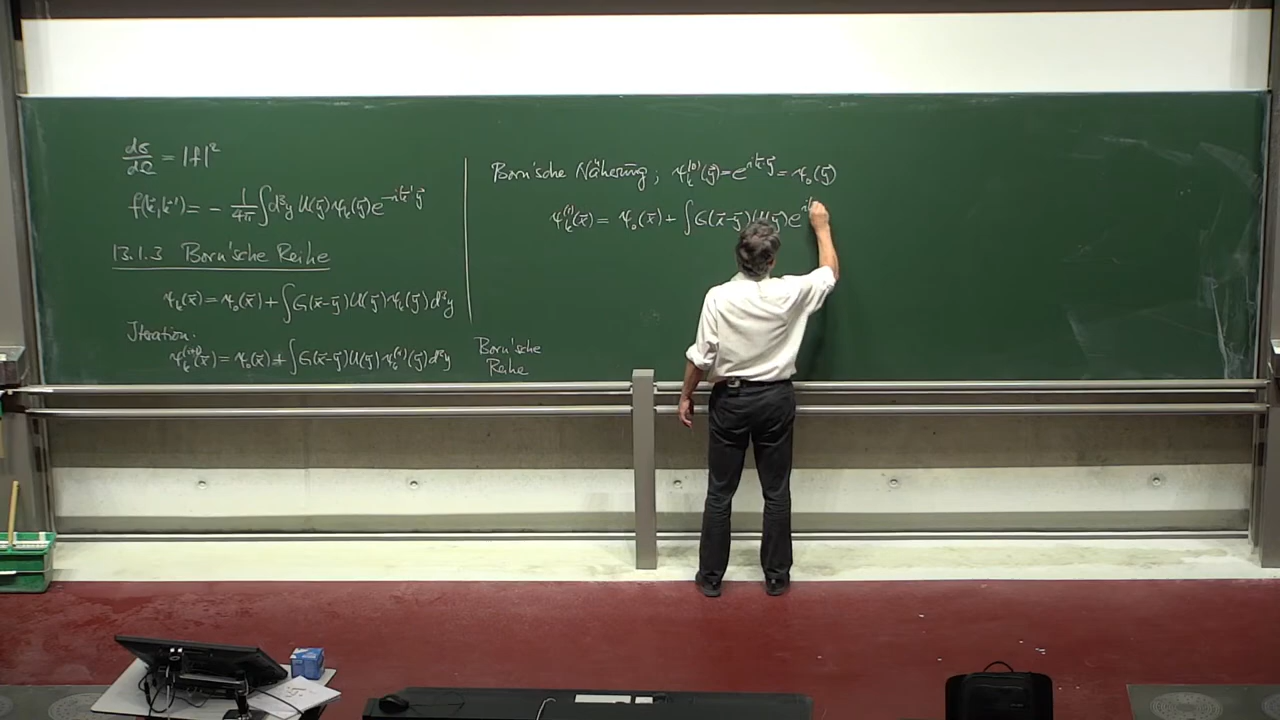 dσ/dΩ = |f|²
f(k⃗,k⃗') = - 1/4π ∫d³y U(y⃗)ψₖ(y⃗)e^{-ik⃗'·y⃗}
13.1.3 Born'sche Reihe
ψₖ(x⃗) = ψ₀(x⃗) + ∫G(x⃗-y⃗)U(y⃗)ψₖ(y⃗)d³y
Iteration:
ψₖ^{(i+1)}(x⃗) = ψ₀(x⃗) + ∫G(x⃗-y⃗)U(y⃗)ψₖ^{(i)}(y⃗)d³y
Born'sche
Reihe
Born'sche Näherung; ψₖ^{(0)}(y⃗) = e^{ik⃗·y⃗} = ψ₀(y⃗)
ψₖ^{(1)}(x⃗) = ψ₀(x⃗) + ∫G(x⃗-y⃗)U(y⃗)e^{ik